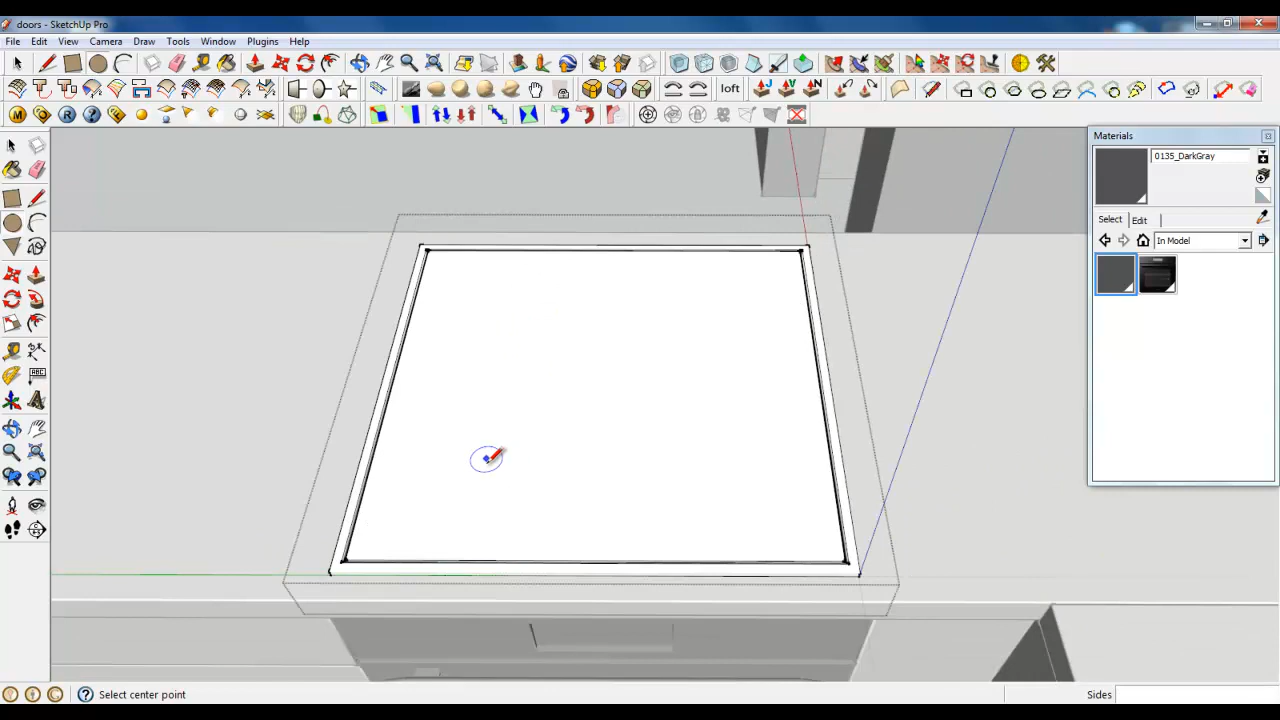 doors - SketchUp Pro
File Edit View Camera Draw Tools Window Plugins Help
loft
M R ?
ABC
Materials
0135_DarkGray
Select Edit
In Model
Select center point
Sides